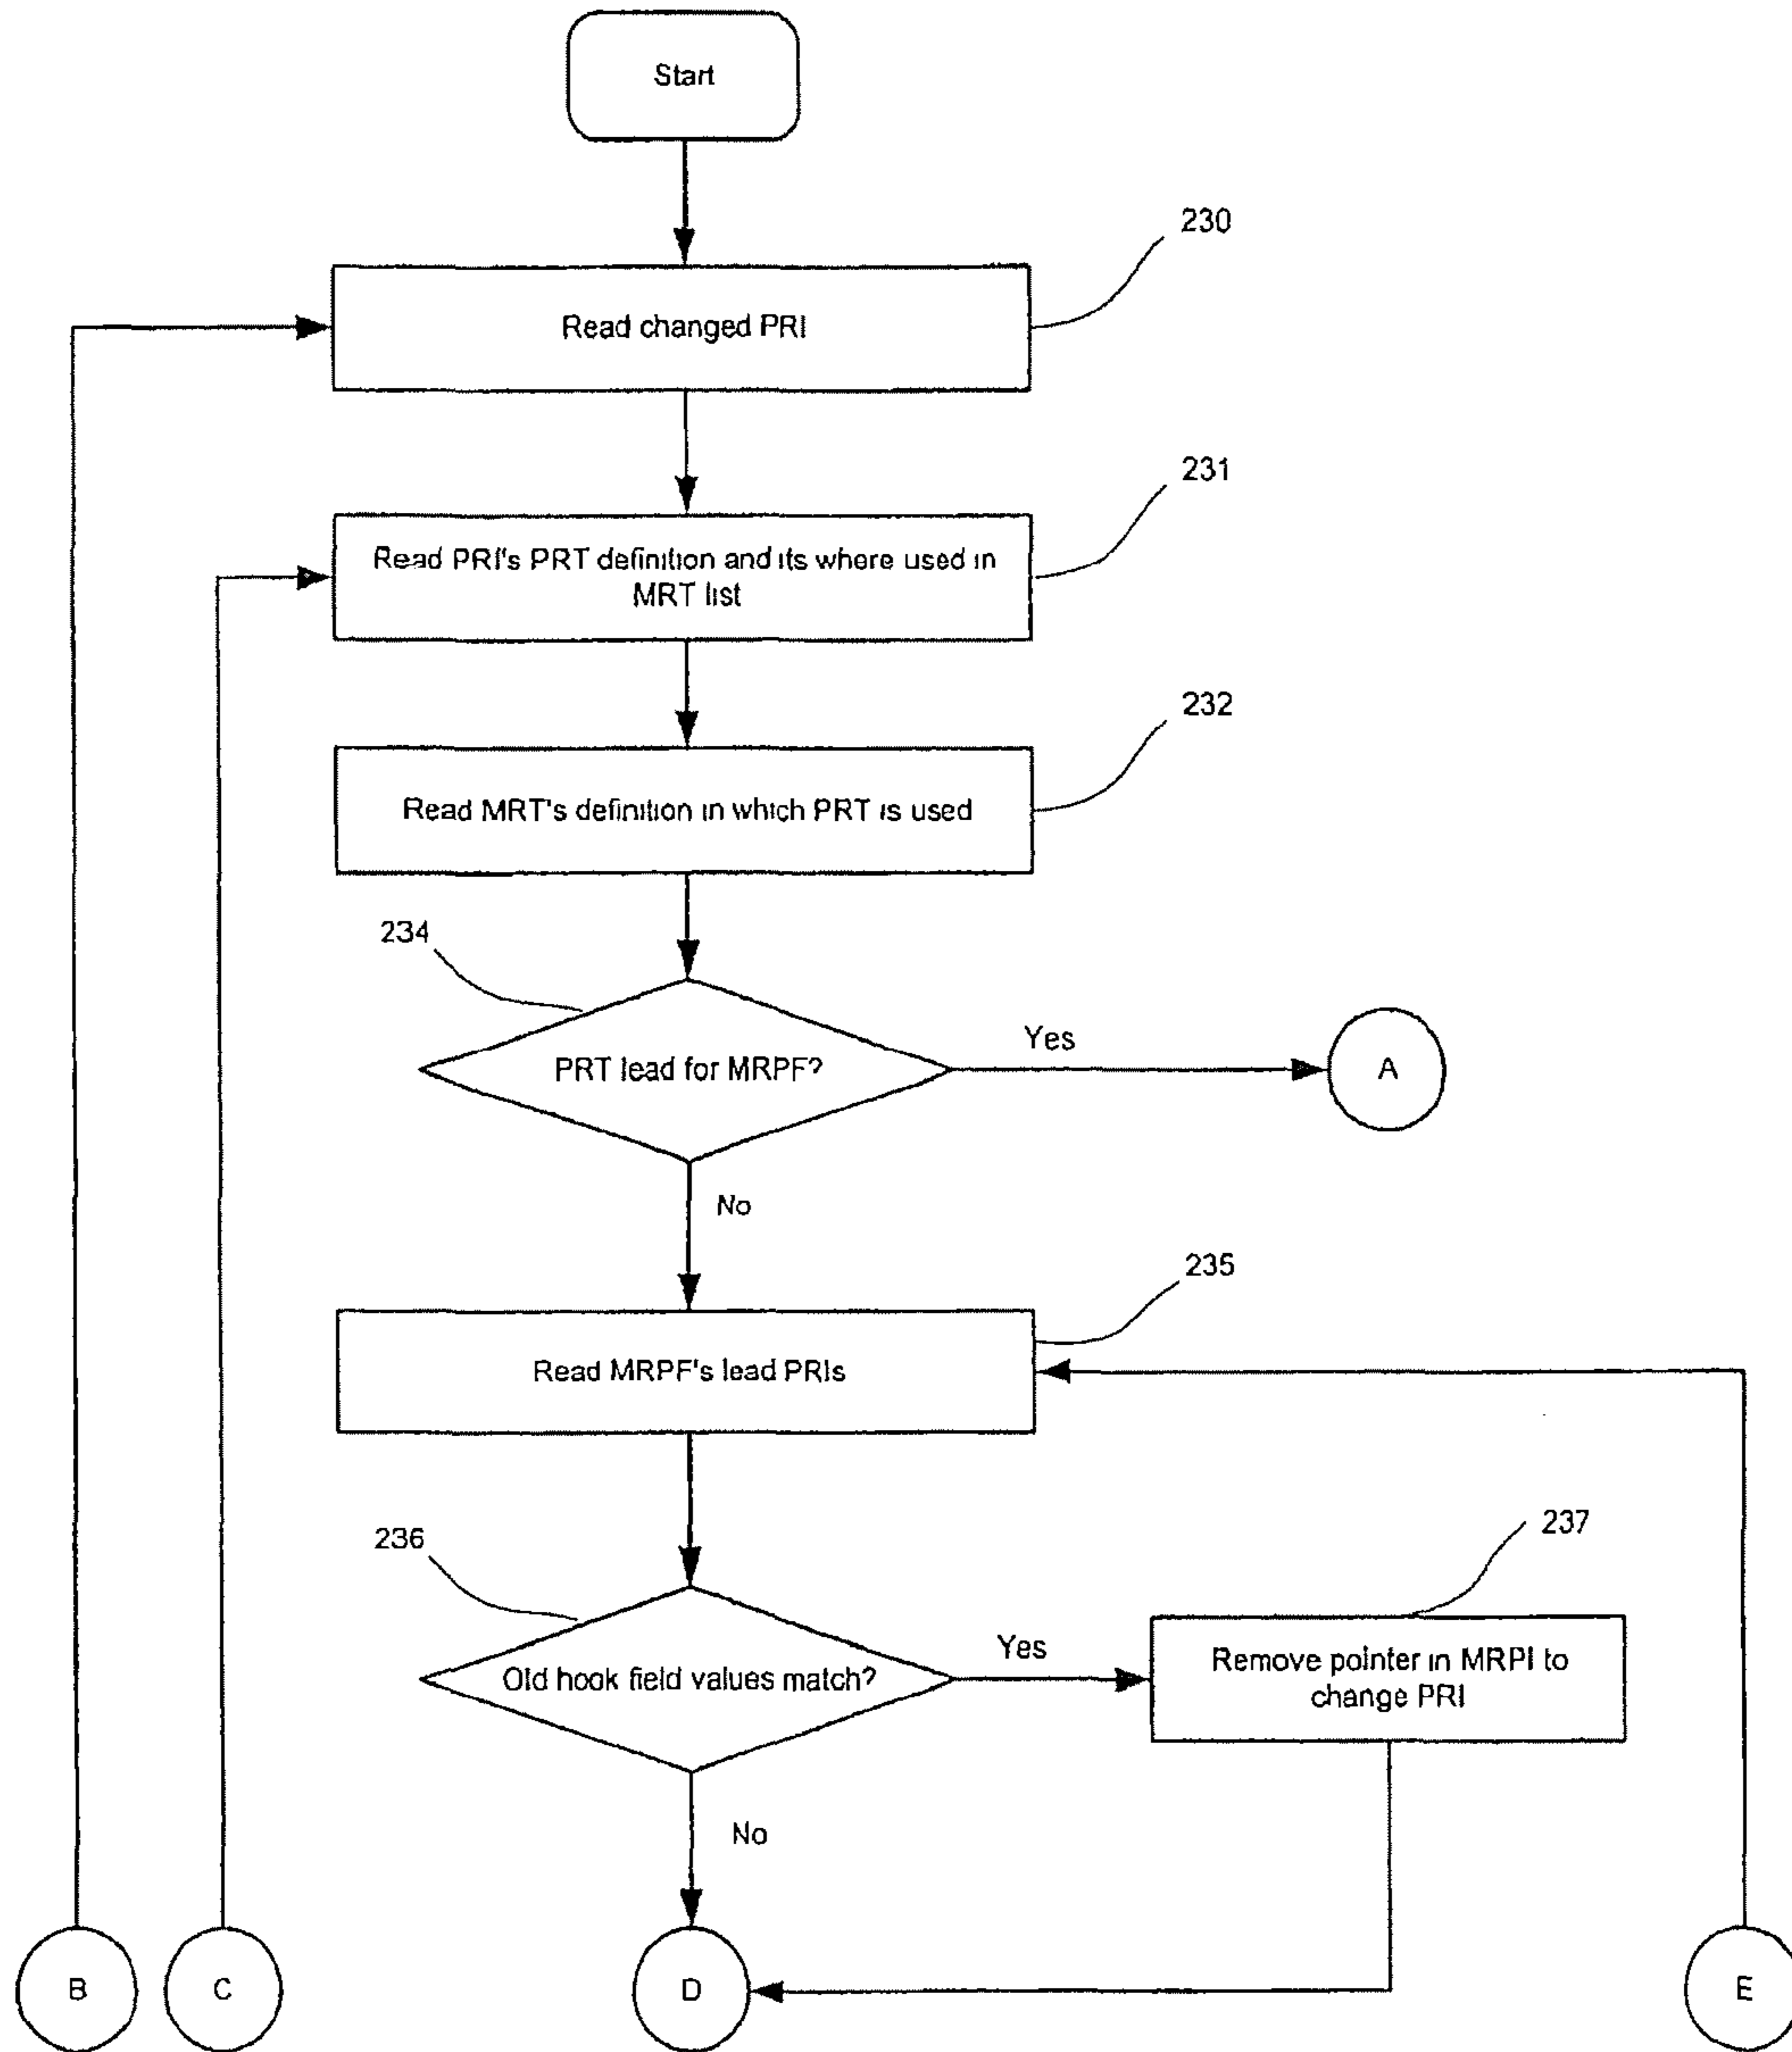 Start
230
Read changed PRI
231
Read PRI's PRT definition and its where used in
MRT list
232
Read MRT's definition in which PRT is used
234
PRT lead for MRPF?
Yes
A
No
235
Read MRPF's lead PRIs
236
Old hook field values match?
Yes
237
Remove pointer in MRPI to
change PRI
No
B
C
D
E